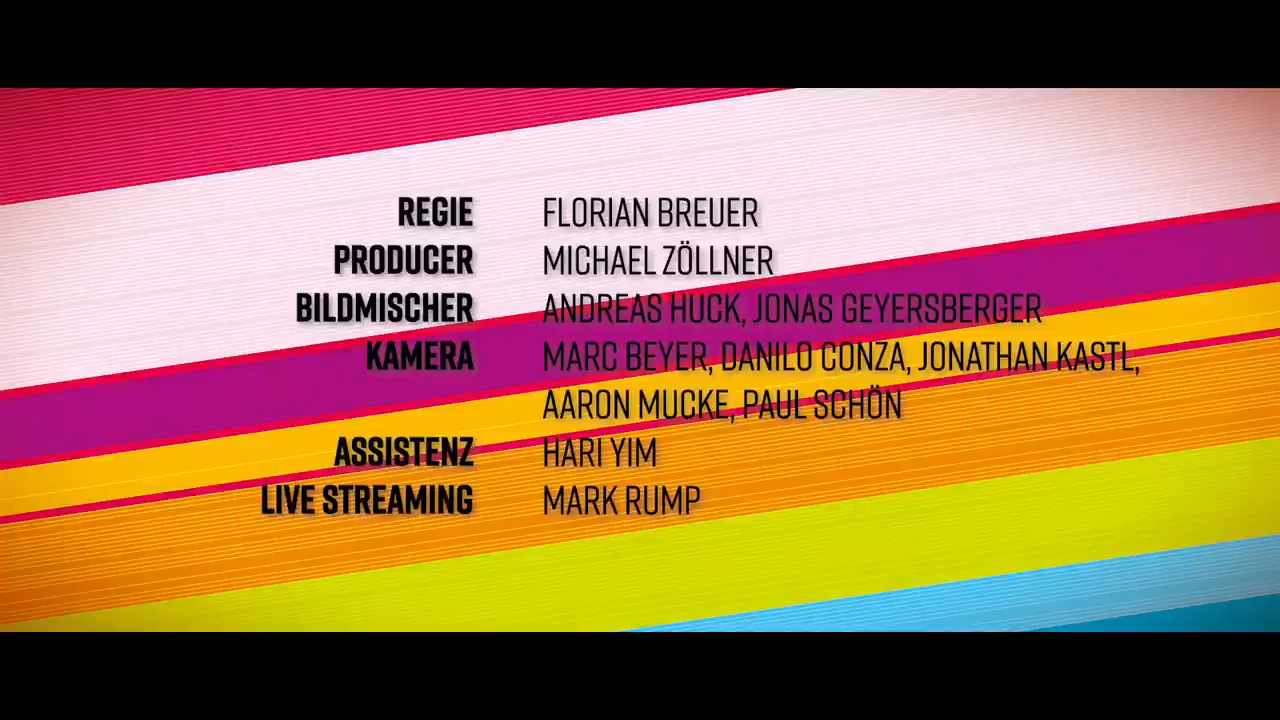 REGIE FLORIAN BREUER
PRODUCER MICHAEL ZÖLLNER
BILDMISCHER ANDREAS HUCK, JONAS GEYERSBERGER
KAMERA MARC BEYER, DANILO CONZA, JONATHAN KASTL,
AARON MUCKE, PAUL SCHÖN
ASSISTENZ HARI YIM
LIVE STREAMING MARK RUMP